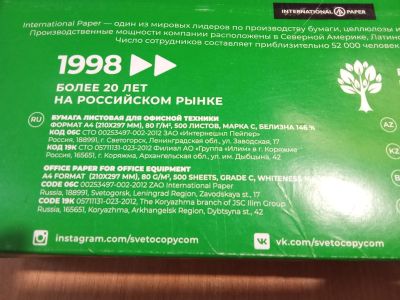 INTERNATIONAL PAPER
International Paper — один из мировых лидеров по производству бумаги, целлюлозы и
Производственные мощности компании расположены в Северной Америке, Латинс
Число сотрудников составляет приблизительно 52 000 человек
1998
БОЛЕЕ 20 ЛЕТ
НА РОССИЙСКОМ РЫНКЕ
RU
БУМАГА ЛИСТОВАЯ ДЛЯ ОФИСНОЙ ТЕХНИКИ
ФОРМАТ А4 (210Х297 ММ), 80 Г/М², 500 ЛИСТОВ, МАРКА С, БЕЛИЗНА 146 %
КОД 06С СТО 00253497-002-2012 ЗАО «Интернешнл Пейпер»
Россия, 188991, г. Светогорск, Ленинградская обл., ул. Заводская, 17
КОД 19К СТО 05711131-023-2012 Филиал АО «Группа «Илим» в г. Коряжме
Россия, 165651, г. Коряжма, Архангельская обл., ул. им. Дыбцына, 42
AZ
KZ
OFFICE PAPER FOR OFFICE EQUIPMENT
A4 FORMAT (210X297 MM), 80 G/M², 500 SHEETS, GRADE C, WHITENESS
CODE 06C 00253497-002-2012 ZAO International Paper
Russia, 188991, Svetogorsk, Leningrad Region, Zavodskaya st., 17
CODE 19K 05711131-023-2012, The Koryazhma branch of JSC Ilim Group
Russia, 165651, Koryazhma, Arkhangelsk Region, Dybtsyna st., 42
instagram.com/svetocopycom
vk.com/svetocopycom